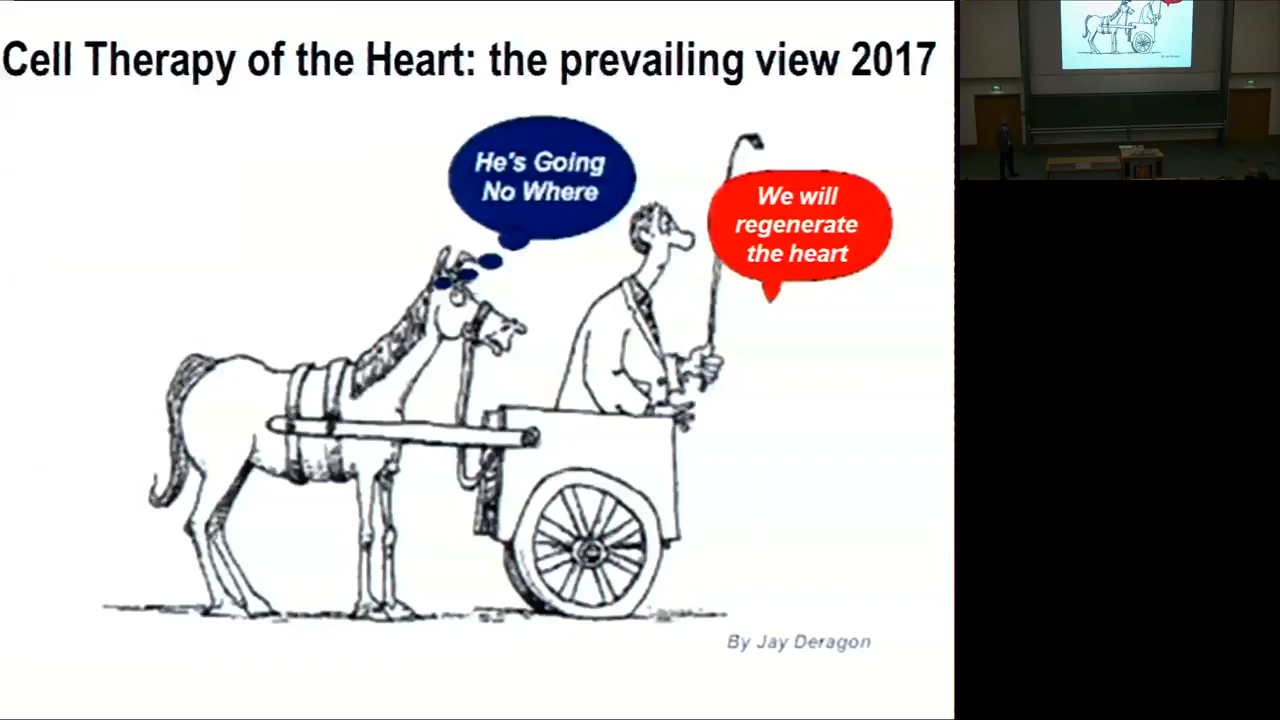 Cell Therapy of the Heart: the prevailing view 2017
He's Going
No Where
We will
regenerate
the heart
By Jay Deragon